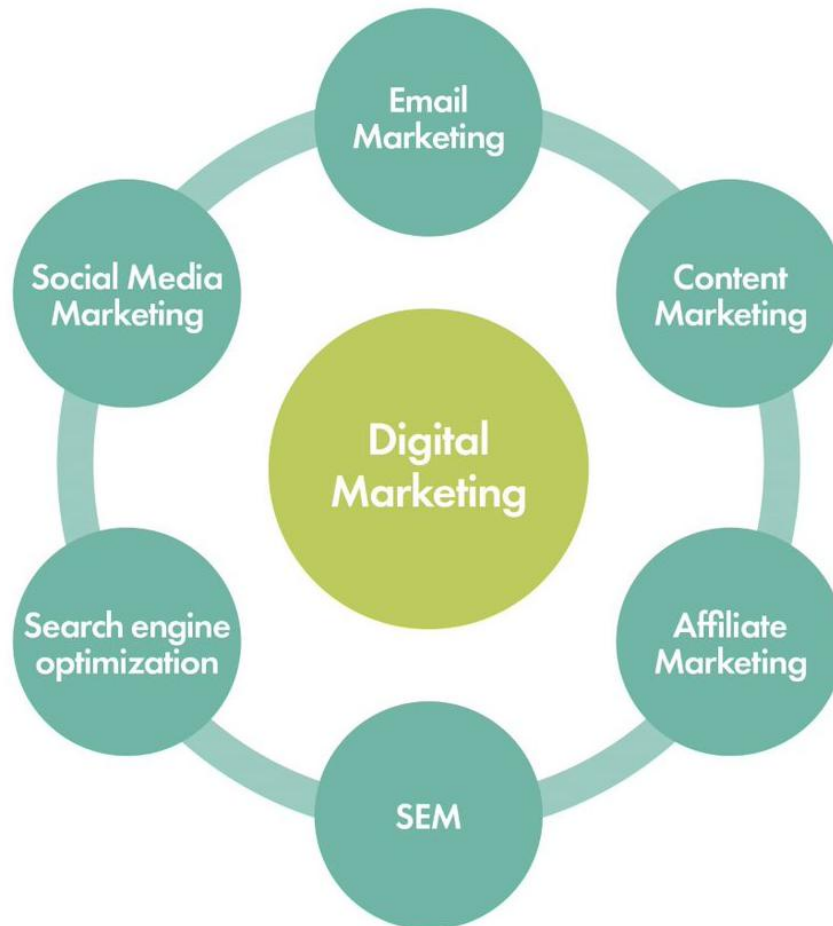 Email
Marketing
Social Media
Marketing
Content
Marketing
Digital
Marketing
Search engine
optimization
Affiliate
Marketing
SEM